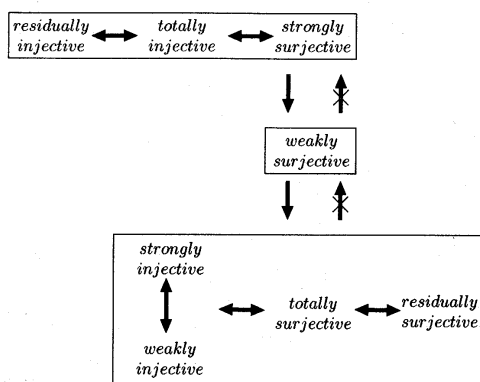 residually
injective
totally
injective
strongly
surjective
weakly
surjective
strongly
injective
weakly
injective
totally
surjective
residually
surjective